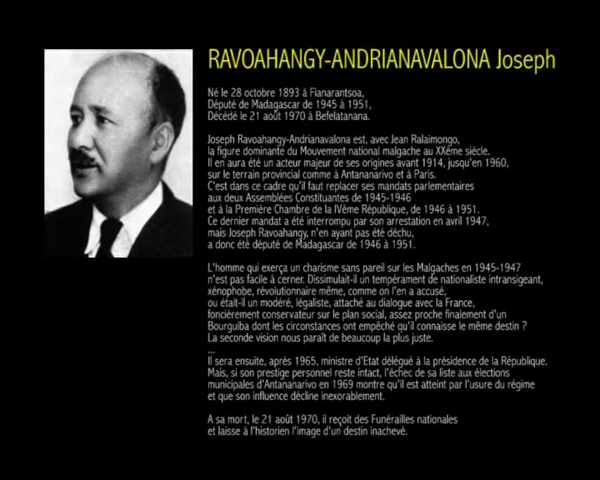 RAVOAHANGY-ANDRIANAVALONA Joseph
Né le 28 octobre 1893 à Fianarantsoa,
Député de Madagascar de 1945 à 1951,
Décédé le 21 août 1970 à Befelatanana.
Joseph Ravoahangy-Andrianavalona est, avec Jean Ralaimongo,
la figure dominante du Mouvement national malgache au XXéme siècle.
Il en aura été un acteur majeur de ses origines avant 1914, jusqu'en 1960,
sur le terrain provincial comme à Antananarivo et à Paris.
C'est dans ce cadre qu'il faut replacer ses mandats parlementaires
aux deux Assemblées Constituantes de 1945-1946
et à la Première Chambre de la IVème République, de 1946 à 1951.
Ce dernier mandat a été interrompu par son arrestation en avril 1947,
mais Joseph Ravoahangy, n'en ayant pas été déchu,
a donc été député de Madagascar de 1946 à 1951.
L'homme qui exerça un charisme sans pareil sur les Malgaches en 1945-1947
n'est pas facile à cerner. Dissimulait-il un tempérament de nationaliste intransigeant,
xénophobe, révolutionnaire même, comme on l'en a accusé,
ou était-il un modéré, légaliste, attaché au dialogue avec la France,
foncièrement conservateur sur le plan social, assez proche finalement d'un
Bourguiba dont les circonstances ont empêché qu'il connaisse le même destin ?
La seconde vision nous paraît de beaucoup la plus juste.
...
Il sera ensuite, après 1965, ministre d'Etat délégué à la présidence de la République.
Mais, si son prestige personnel reste intact, l'échec de sa liste aux élections
municipales d'Antananarivo en 1969 montre qu'il est atteint par l'usure du régime
et que son influence décline inexorablement.
A sa mort, le 21 août 1970, il reçoit des Funérailles nationales
et laisse à l'historien l'image d'un destin inachevé.